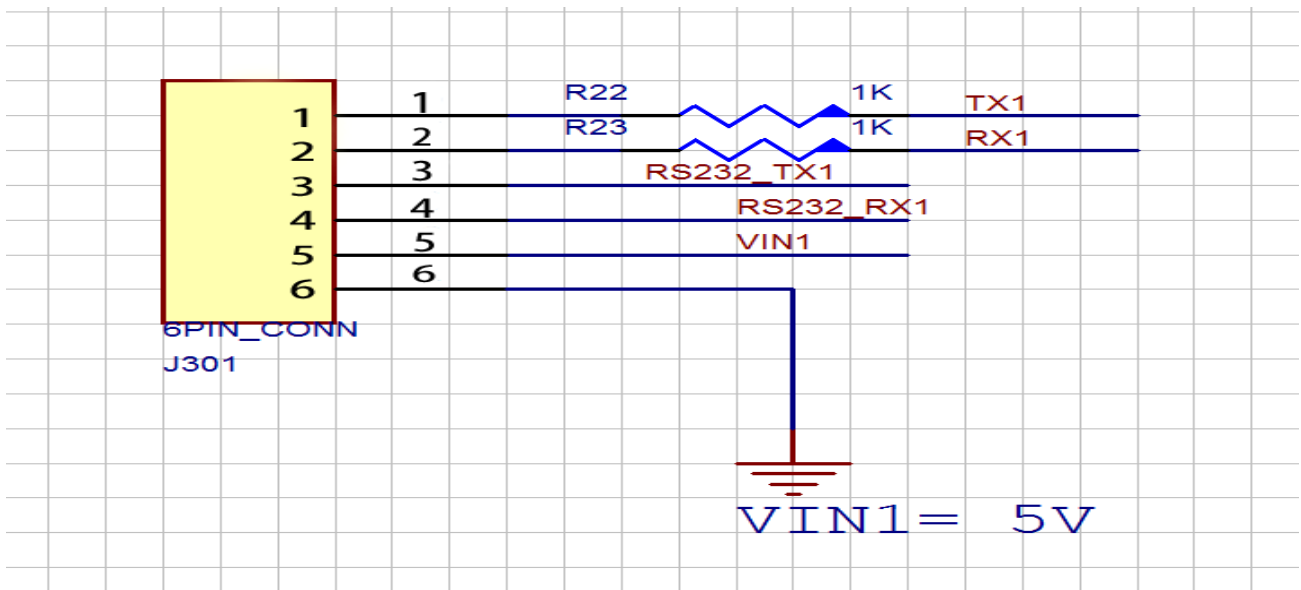 1 1 R22 1K TX1
2 2 R23 1K RX1
3 3 RS232_TX1
4 4 RS232_RX1
5 5 VIN1
6 6
6PIN_CONN
J301
VIN1= 5V